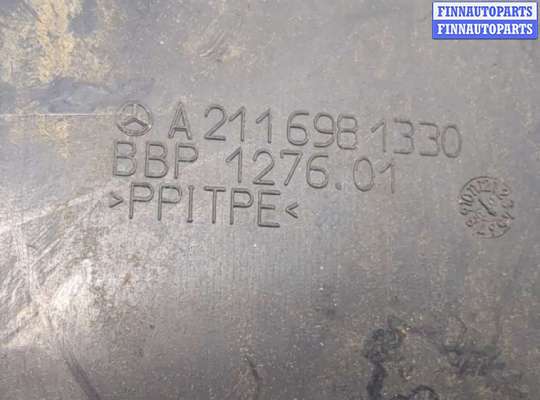 FINNAUTOPARTS
FINNAUTOPARTS
A 211 698 1330
BBP 1276.01
>PPITPE<